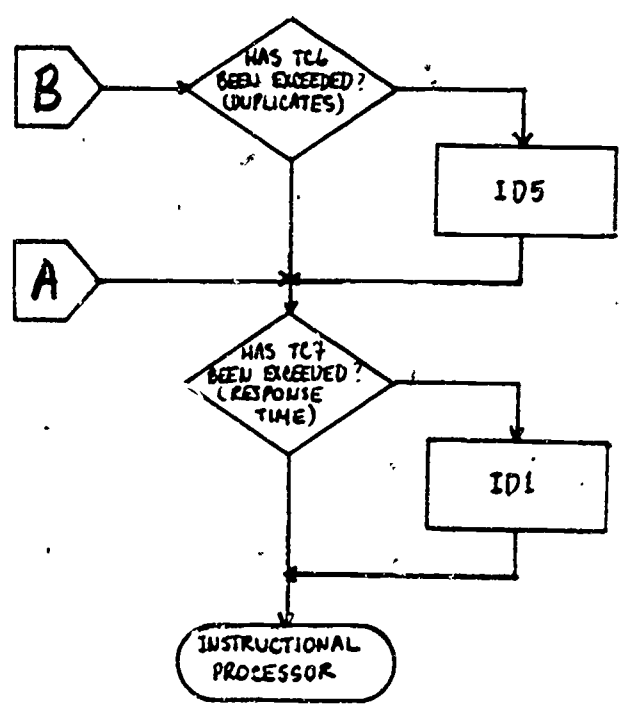 B
HAS TC6
BEEN EXCEEDED?
(DUPLICATES)
ID5
A
HAS TC7
BEEN EXCEEDED?
(RESPONSE
TIME)
ID1
INSTRUCTIONAL
PROCESSOR